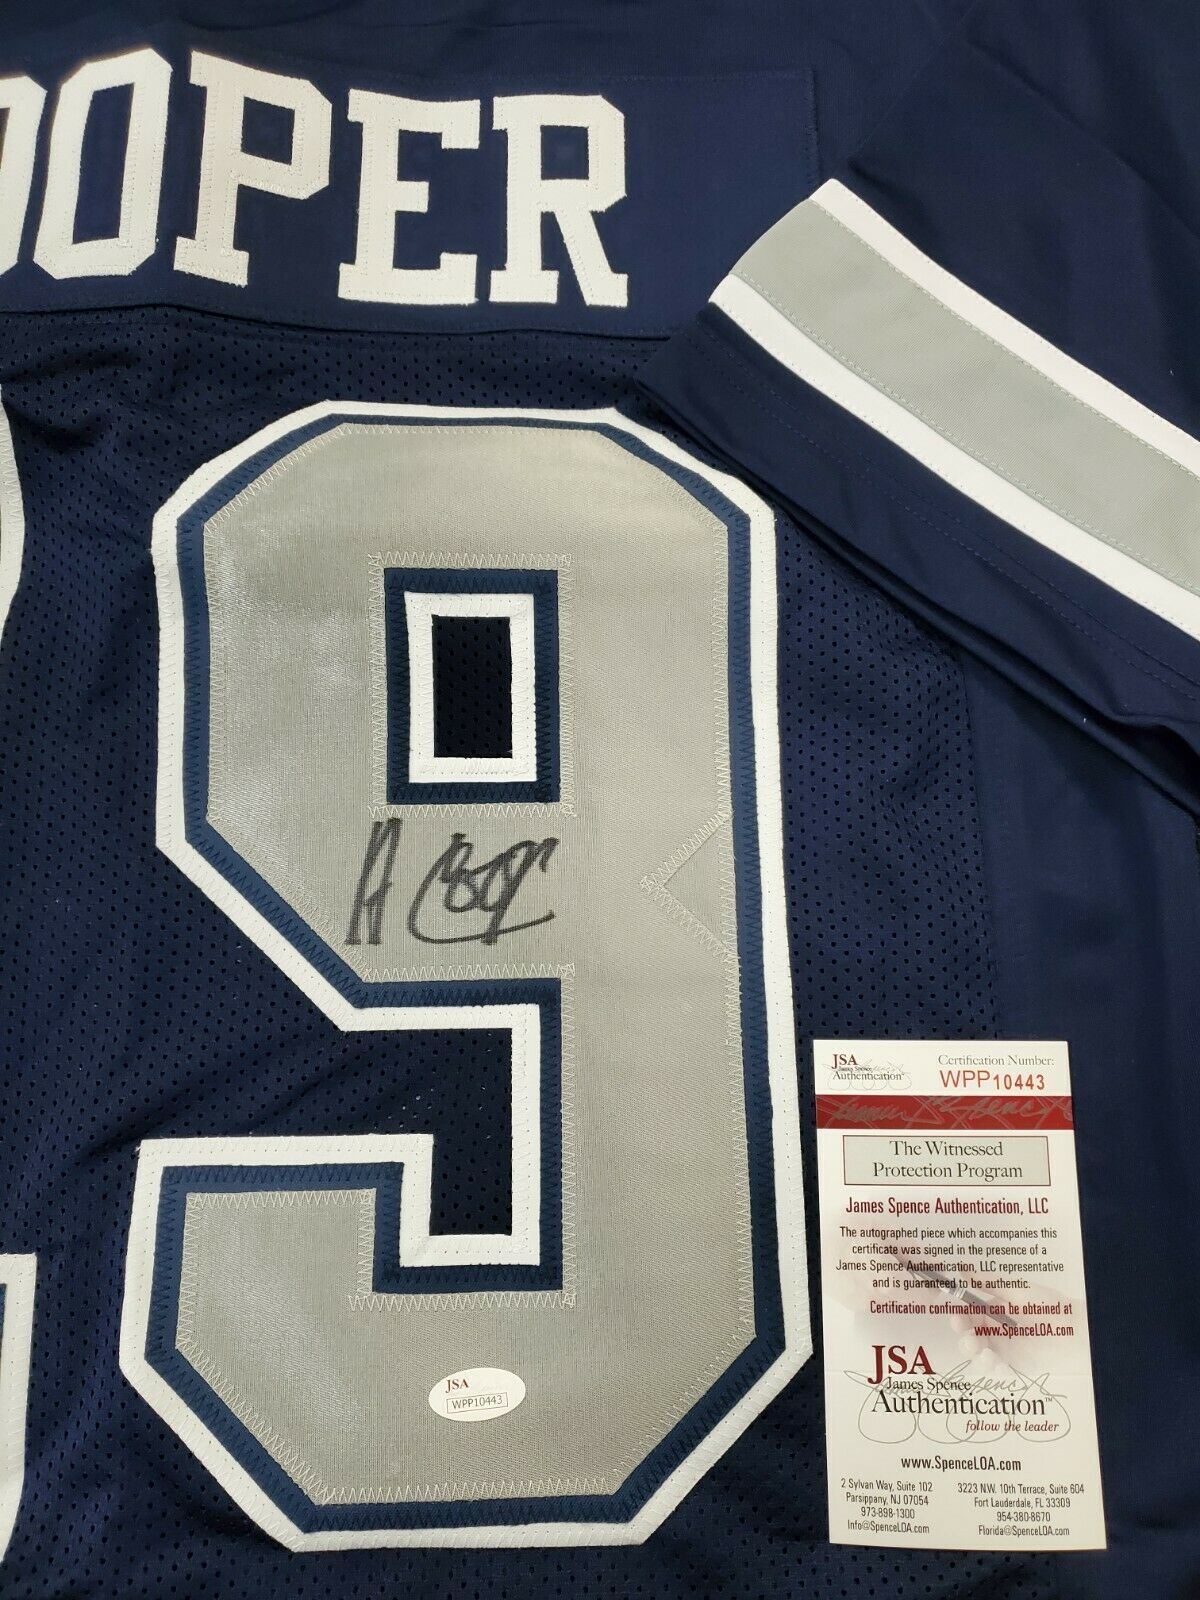 OOPER
9
A Coop
JSA
James Spence
Authentication
Certification Number:
WPP10443
The Witnessed
Protection Program
James Spence Authentication, LLC
The autographed piece which accompanies this
certificate was signed in the presence of a
James Spence Authentication, LLC representative
and is guaranteed to be authentic.
Certification confirmation can be obtained at
www.SpenceLOA.com
JSA
James Spence
Authentication™
follow the leader
www.SpenceLOA.com
2 Sylvan Way, Suite 102
Parsippany, NJ 07054
973-898-1300
Info@SpenceLOA.com
3223 N.W. 10th Terrace, Suite 604
Fort Lauderdale, FL 33309
954-380-8670
Florida@SpenceLOA.com
JSA
WPP10443